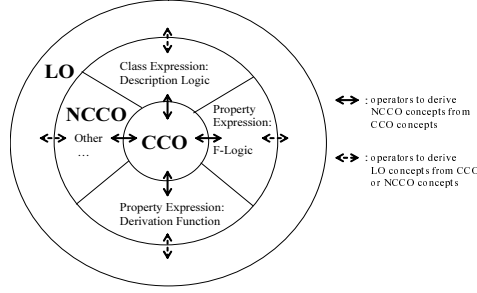 LO
Class Expression:
Description Logic
NCCO
Other
...
CCO
Property
Expression:
F-Logic
Property Expression:
Derivation Function
: operators to derive
NCCO concepts from
CCO concepts
: operators to derive
LO concepts from CCO
or NCCO concepts